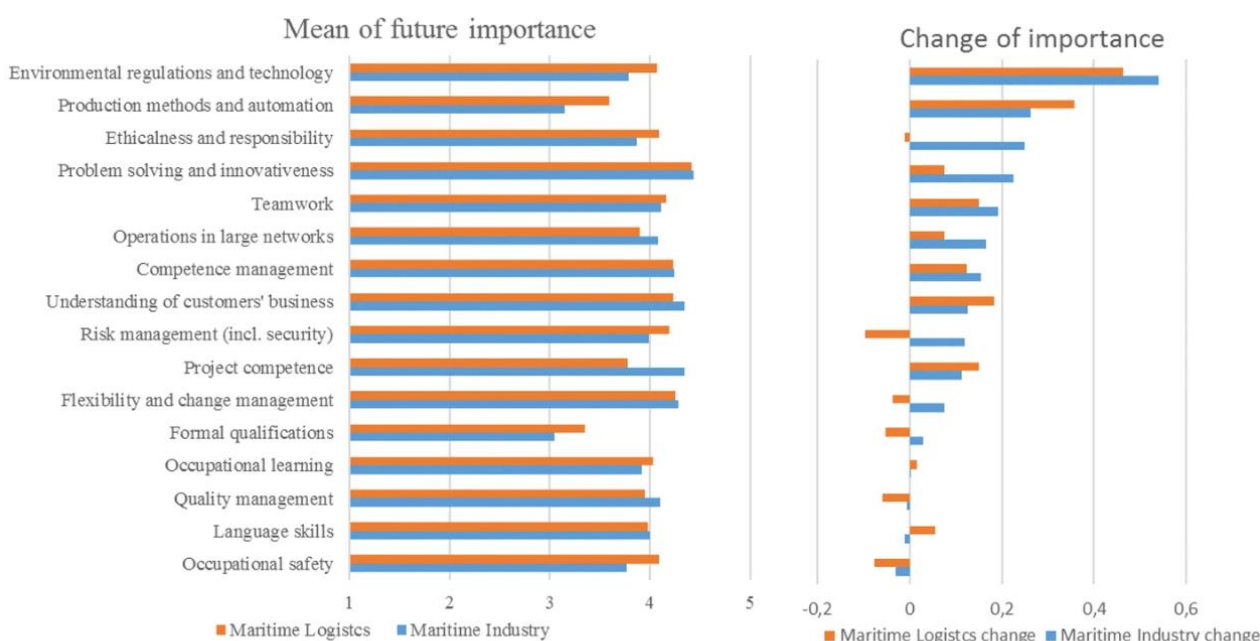 Mean of future importance
Change of importance
Environmental regulations and technology
Production methods and automation
Ethicalness and responsibility
Problem solving and innovativeness
Teamwork
Operations in large networks
Competence management
Understanding of customers' business
Risk management (incl. security)
Project competence
Flexibility and change management
Formal qualifications
Occupational learning
Quality management
Language skills
Occupational safety
1 2 3 4 5
-0,2 0 0,2 0,4 0,6
Maritime Logistcs Maritime Industry
Maritime Logistcs change Maritime Industry change